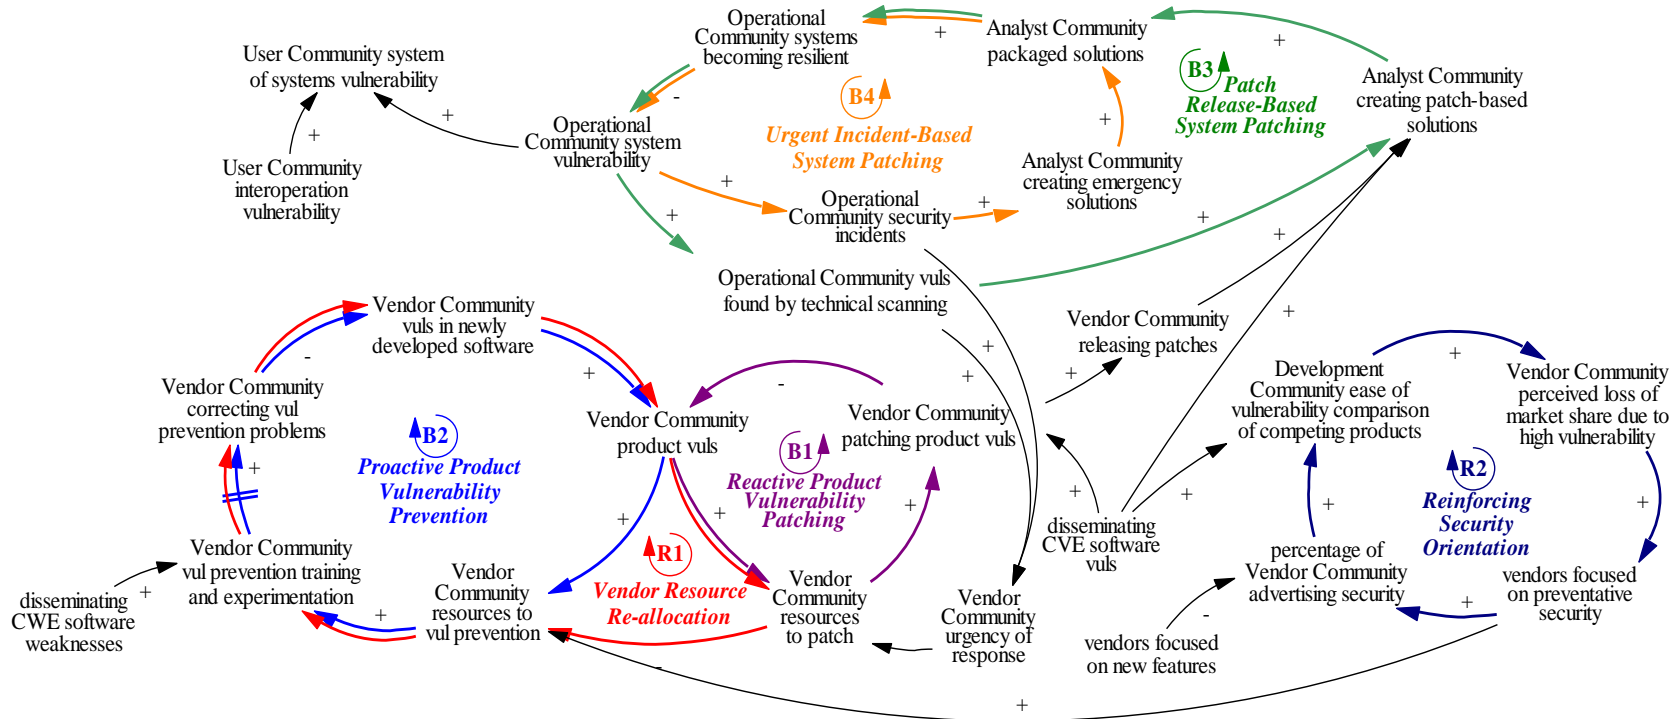 Operational
Community systems
becoming resilient
+
Analyst Community
packaged solutions
+
B3
Patch
Release-Based
System Patching
Analyst Community
creating patch-based
solutions
User Community system
of systems vulnerability
+
+
User Community
interoperation
vulnerability
-
B4
Urgent Incident-Based
System Patching
Operational
Community system
vulnerability
+
+
Analyst Community
creating emergency
solutions
+
Operational
Community security
incidents
+
+
+
+
Operational Community vuls
found by technical scanning
+
+
Vendor Community
releasing patches
+
Vendor Community
vuls in newly
developed software
-
+
-
Vendor Community
correcting vul
prevention problems
+
B2
Proactive Product
Vulnerability
Prevention
Vendor Community
product vuls
B1
Reactive Product
Vulnerability
Patching
Vendor Community
patching product vuls
+
+
+
+
R1
Vendor Resource
Re-allocation
Vendor Community
vul prevention training
and experimentation
+
disseminating
CWE software
weaknesses
+
Vendor
Community
resources to
vul prevention
-
Vendor
Community
resources
to patch
Vendor
Community
urgency of
response
disseminating
CVE software
vuls
+
Development
Community ease of
vulnerability comparison
of competing products
+
Vendor Community
perceived loss of
market share due to
high vulnerability
R2
Reinforcing
Security
Orientation
+
+
percentage of
Vendor Community
advertising security
+
vendors focused
on preventative
security
-
vendors focused
on new features
+